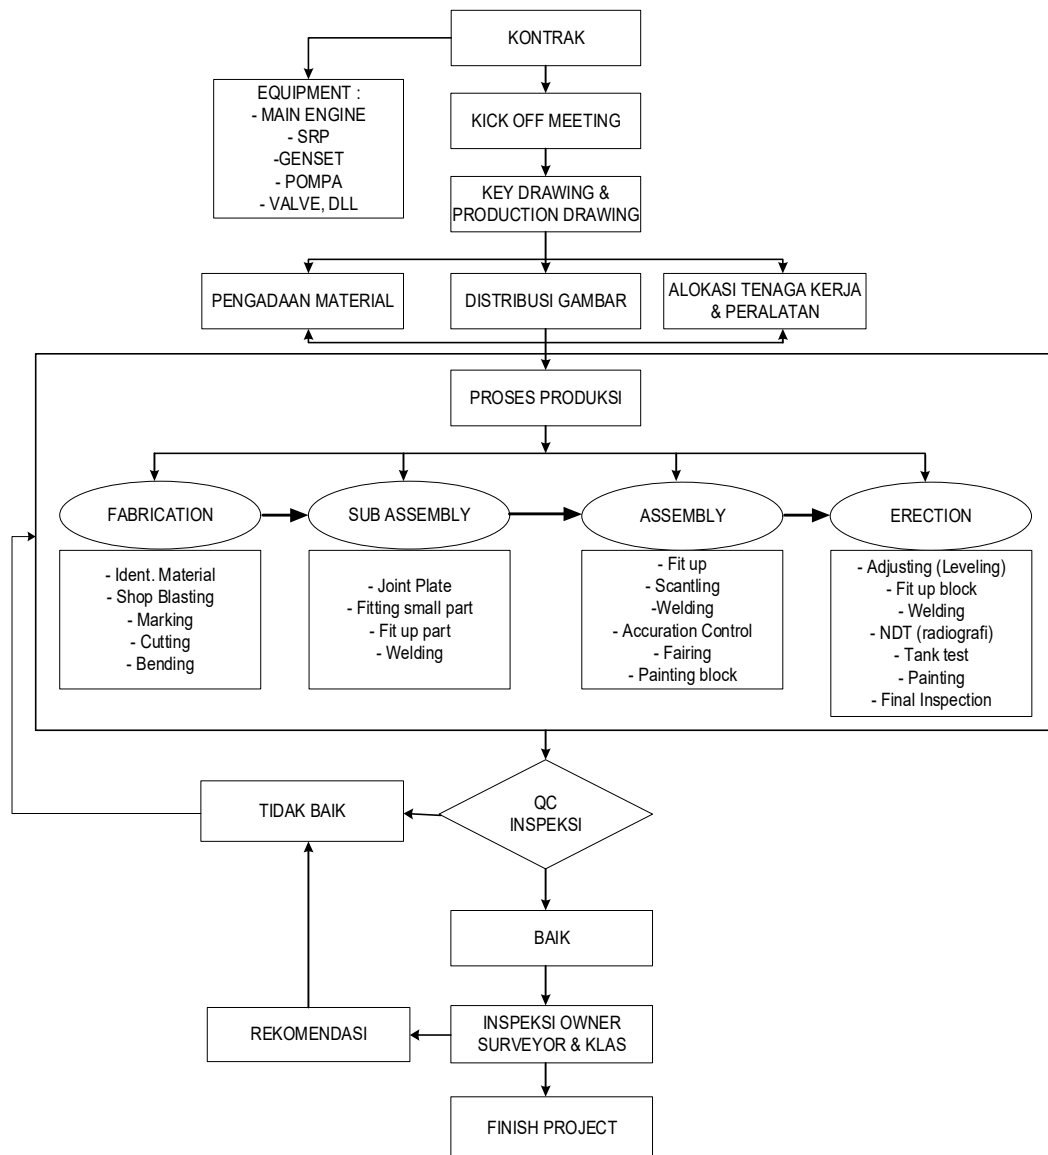 KONTRAK
EQUIPMENT :
- MAIN ENGINE
- SRP
-GENSET
- POMPA
- VALVE, DLL
KICK OFF MEETING
KEY DRAWING &
PRODUCTION DRAWING
PENGADAAN MATERIAL
DISTRIBUSI GAMBAR
ALOKASI TENAGA KERJA
& PERALATAN
PROSES PRODUKSI
FABRICATION
SUB ASSEMBLY
ASSEMBLY
ERECTION
- Ident. Material
- Shop Blasting
- Marking
- Cutting
- Bending
- Joint Plate
- Fitting small part
- Fit up part
- Welding
- Fit up
- Scantling
-Welding
- Accuration Control
- Fairing
- Painting block
- Adjusting (Leveling)
- Fit up block
- Welding
- NDT (radiografi)
- Tank test
- Painting
- Final Inspection
QC
INSPEKSI
TIDAK BAIK
BAIK
REKOMENDASI
INSPEKSI OWNER
SURVEYOR & KLAS
FINISH PROJECT